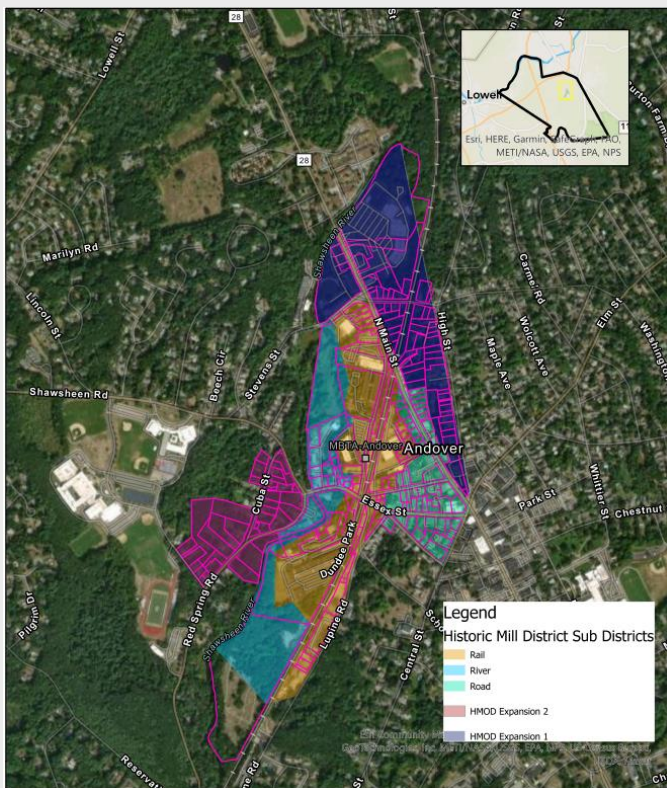 28
Lowell St
Lowell
Esri, HERE, Garmin, SafeGraph, FAO,
METI/NASA, USGS, EPA, NPS
28
Shawsheen River
Marilyn Rd
Lincoln St
Carmel Rd
Elm St
Wolcott Ave
Washington
N Main St
High St
Maple Ave
Beech Cir
Stevens St
Shawsheen Rd
MBTA-Andover
Andover
Cuba St
Whittier St
Park St
Essex St
Chestnut
Dundee Park
Red Spring Rd
Lupine Rd
Shawsheen River
Central St
Legend
Historic Mill District Sub Districts
Rail
River
Road
HMOD Expansion 2
HMOD Expansion 1